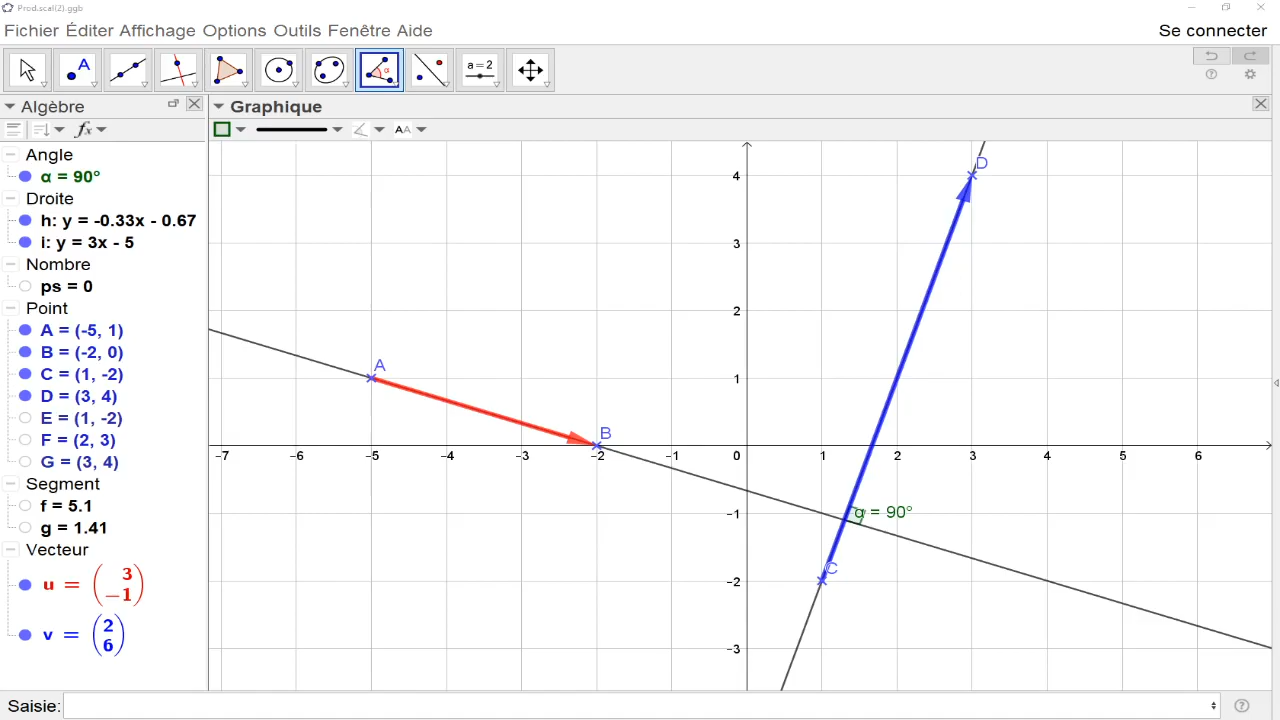 Prod.scal(2).ggb
Fichier Éditer Affichage Options Outils Fenêtre Aide
Se connecter
A
α
a = 2
Algèbre
Graphique
fx
AA
Angle
α = 90°
Droite
h: y = -0.33x - 0.67
i: y = 3x - 5
Nombre
ps = 0
Point
A = (-5, 1)
B = (-2, 0)
C = (1, -2)
D = (3, 4)
E = (1, -2)
F = (2, 3)
G = (3, 4)
Segment
f = 5.1
g = 1.41
Vecteur
u = (3
−1)
v = (2
6)
D
4
3
2
A
1
B
-7 -6 -5 -4 -3 -2 -1 0 1 2 3 4 5 6
α = 90°
-1
C
-2
-3
Saisie: